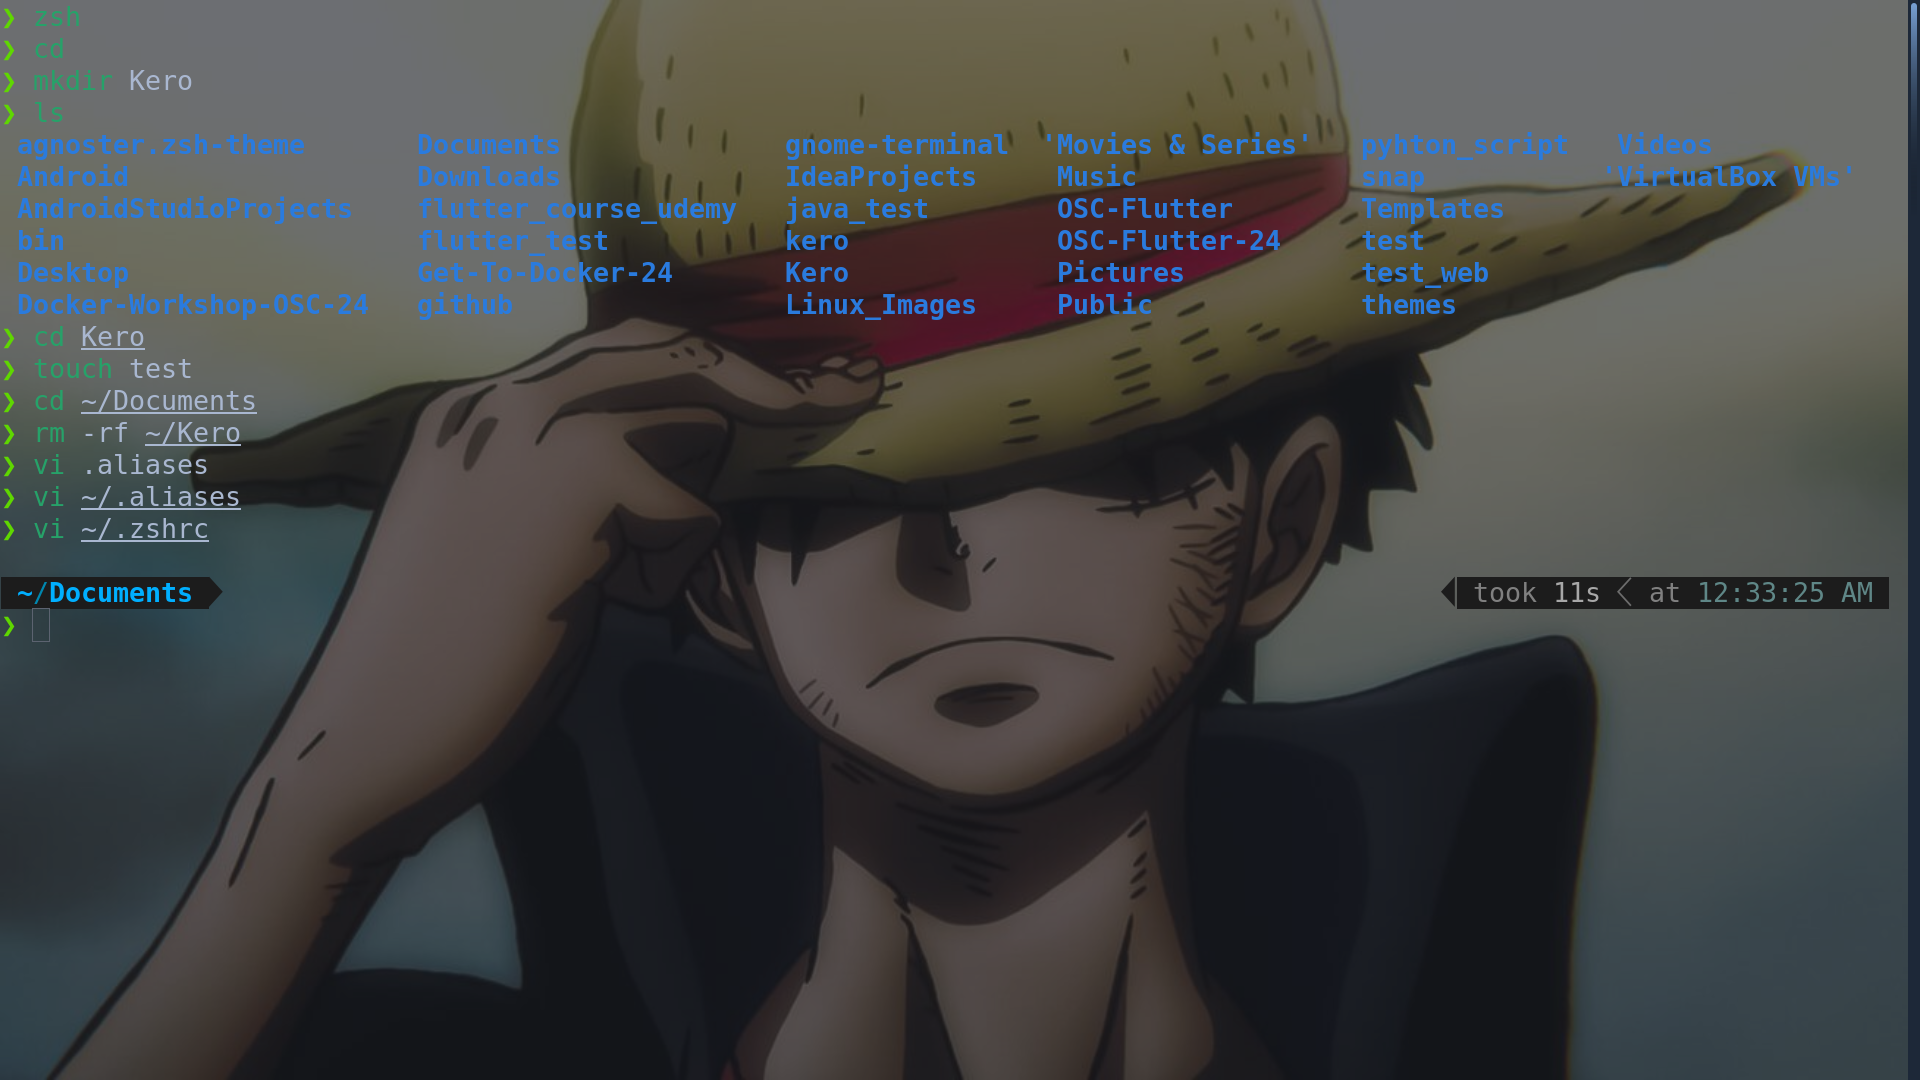 ❯ zsh
❯ cd
❯ mkdir Kero
❯ ls
agnoster.zsh-theme Documents gnome-terminal 'Movies & Series' pyhton_script Videos
Android Downloads IdeaProjects Music snap 'VirtualBox VMs'
AndroidStudioProjects flutter_course_udemy java_test OSC-Flutter Templates
bin flutter_test kero OSC-Flutter-24 test
Desktop Get-To-Docker-24 Kero Pictures test_web
Docker-Workshop-OSC-24 github Linux_Images Public themes
❯ cd Kero
❯ touch test
❯ cd ~/Documents
❯ rm -rf ~/Kero
❯ vi .aliases
❯ vi ~/.aliases
❯ vi ~/.zshrc
~/Documents took 11s at 12:33:25 AM
❯